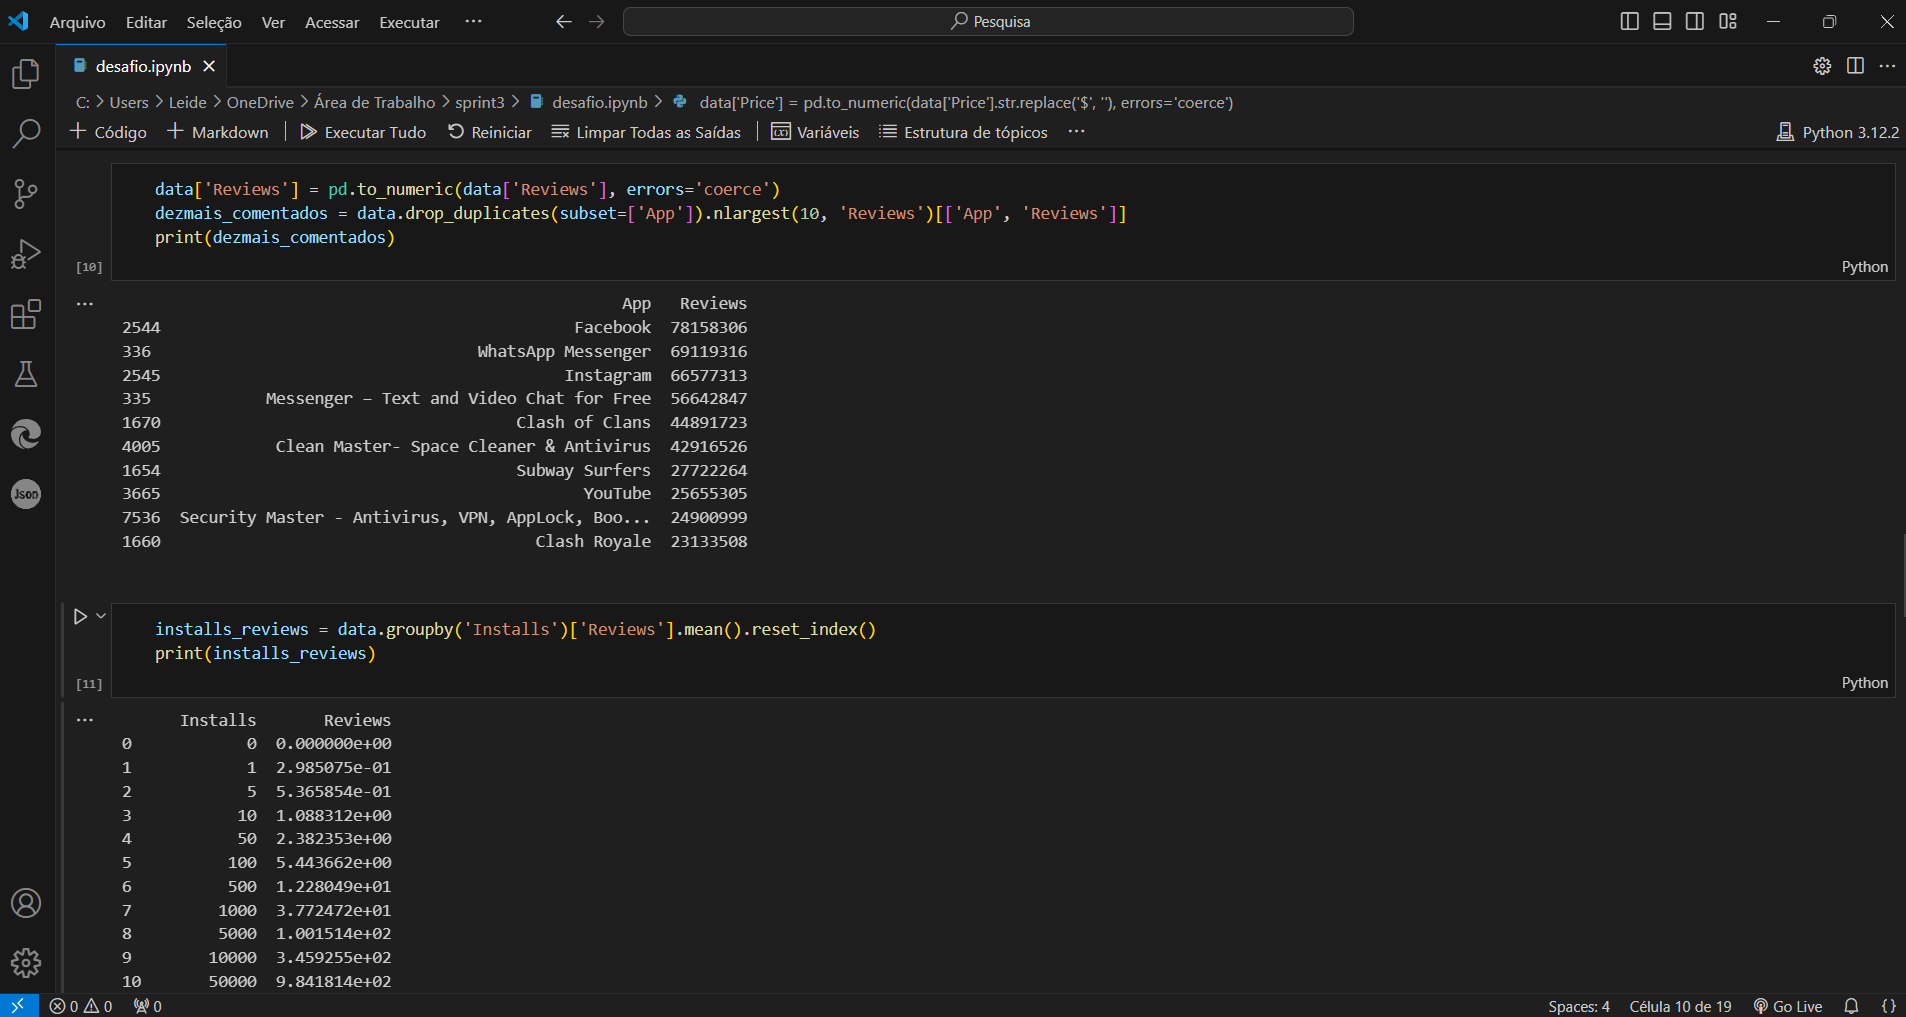 Arquivo Editar Seleção Ver Acessar Executar ··· Pesquisa
desafio.ipynb
C: > Users > Leide > OneDrive > Área de Trabalho > sprint3 > desafio.ipynb > data['Price'] = pd.to_numeric(data['Price'].str.replace('$', ''), errors='coerce')
+ Código + Markdown Executar Tudo Reiniciar Limpar Todas as Saídas Variáveis Estrutura de tópicos ··· Python 3.12.2
data['Reviews'] = pd.to_numeric(data['Reviews'], errors='coerce')
dezmais_comentados = data.drop_duplicates(subset=['App']).nlargest(10, 'Reviews')[['App', 'Reviews']]
print(dezmais_comentados)
[10] Python
··· App Reviews
2544 Facebook 78158306
336 WhatsApp Messenger 69119316
2545 Instagram 66577313
335 Messenger – Text and Video Chat for Free 56642847
1670 Clash of Clans 44891723
4005 Clean Master- Space Cleaner & Antivirus 42916526
1654 Subway Surfers 27722264
3665 YouTube 25655305
7536 Security Master - Antivirus, VPN, AppLock, Boo... 24900999
1660 Clash Royale 23133508
installs_reviews = data.groupby('Installs')['Reviews'].mean().reset_index()
print(installs_reviews)
[11] Python
··· Installs Reviews
0 0 0.000000e+00
1 1 2.985075e-01
2 5 5.365854e-01
3 10 1.088312e+00
4 50 2.382353e+00
5 100 5.443662e+00
6 500 1.228049e+01
7 1000 3.772472e+01
8 5000 1.001514e+02
9 10000 3.459255e+02
10 50000 9.841814e+02
Json
0 0 0 Spaces: 4 Célula 10 de 19 Go Live {}